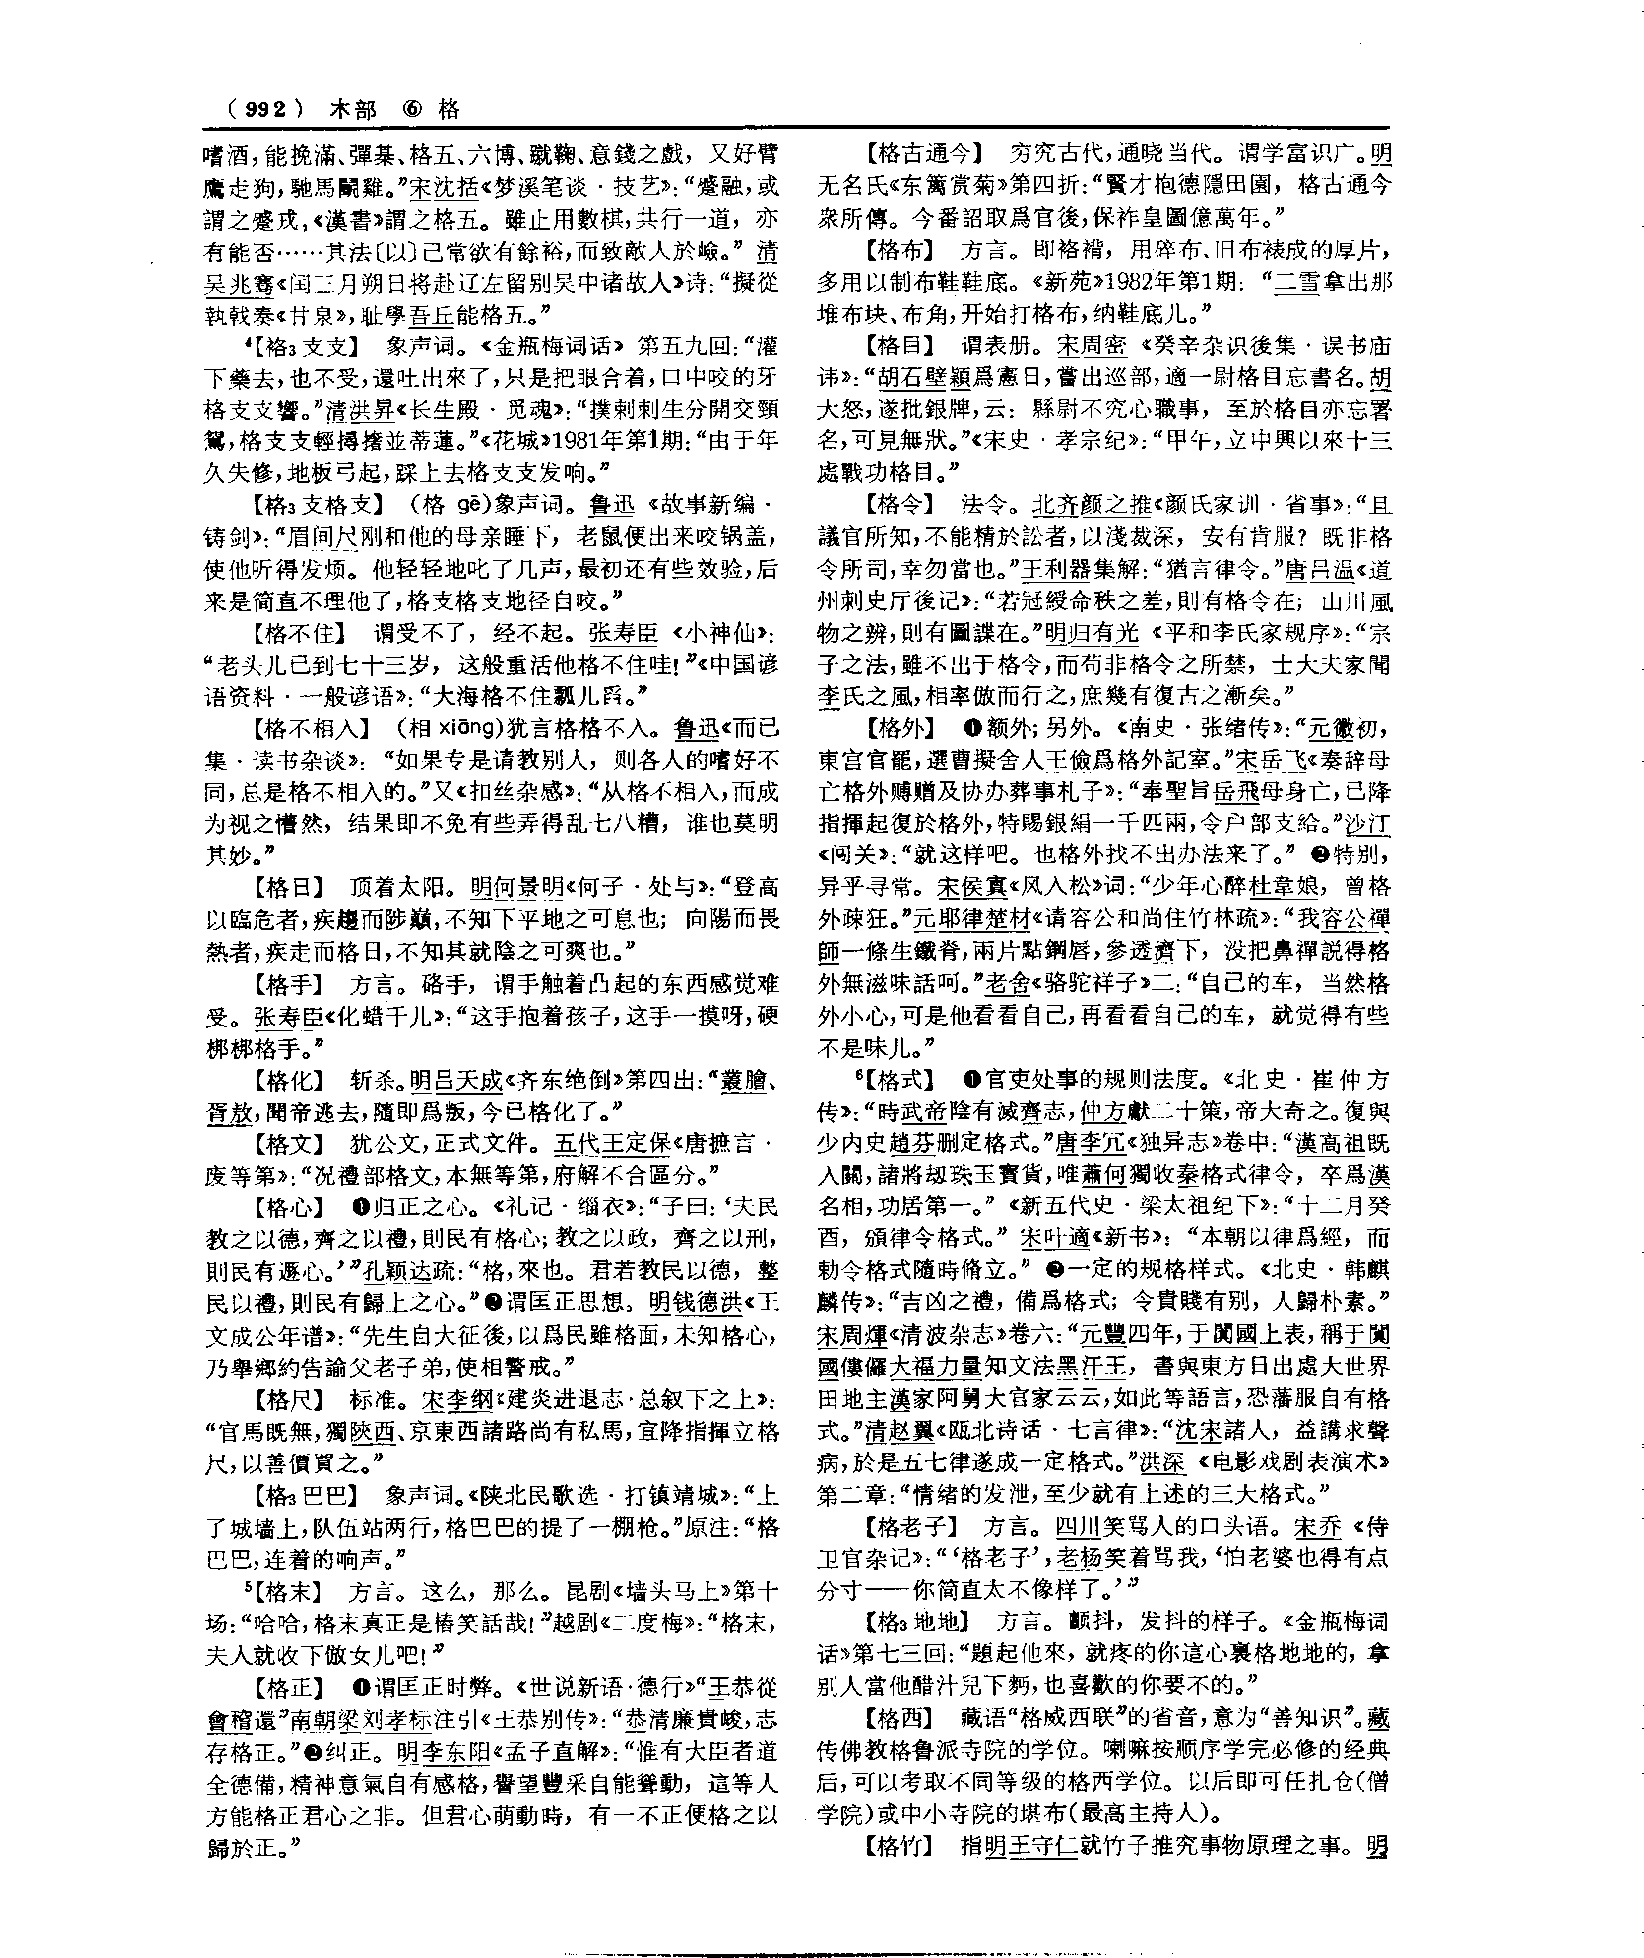 (992) 木部 ⑥ 格
嗜酒，能挽滿、彈棊、格五、六博、蹴鞠、意錢之戲，又好臂
鷹走狗，馳馬鬭雞。”宋沈括《梦溪笔谈·技艺》：“蹙融，或
謂之蹙戎，《漢書》謂之格五。雖止用數棋，共行一道，亦
有能否……其法〔以〕己常欲有餘裕，而致敵人於嶮。”清
吴兆骞《闰三月朔日将赴辽左留别吴中诸故人》诗：“擬從
執戟奏《甘泉》，耻學吾丘能格五。”
⁴【格₃支支】 象声词。《金瓶梅词话》第五九回：“灌
下藥去，也不受，還吐出來了，只是把眼合着，口中咬的牙
格支支響。”清洪昇《长生殿·觅魂》：“撲剌剌生分開交頸
鴛，格支支輕撏撦並蒂蓮。”《花城》1981年第1期：“由于年
久失修，地板弓起，踩上去格支支发响。”
【格₃支格支】 （格 gē）象声词。鲁迅《故事新编·
铸剑》：“眉间尺刚和他的母亲睡下，老鼠便出来咬锅盖，
使他听得发烦。他轻轻地叱了几声，最初还有些效验，后
来是简直不理他了，格支格支地径自咬。”
【格不住】 谓受不了，经不起。张寿臣《小神仙》：
“老头儿已到七十三岁，这般重活他格不住哇！”《中国谚
语资料·一般谚语》：“大海格不住瓢儿舀。”
【格不相入】 （相 xiāng）犹言格格不入。鲁迅《而已
集·读书杂谈》：“如果专是请教别人，则各人的嗜好不
同，总是格不相入的。”又《扣丝杂感》：“从格不相入，而成
为视之懵然，结果即不免有些弄得乱七八糟，谁也莫明
其妙。”
【格日】 顶着太阳。明何景明《何子·处与》：“登高
以臨危者，疾趨而陟巔，不知下平地之可息也；向陽而畏
熱者，疾走而格日，不知其就陰之可爽也。”
【格手】 方言。硌手，谓手触着凸起的东西感觉难
受。张寿臣《化蜡千儿》：“这手抱着孩子，这手一摸呀，硬
梆梆格手。”
【格化】 斩杀。明吕天成《齐东绝倒》第四出：“叢膾、
胥敖，聞帝逃去，隨即爲叛，今已格化了。”
【格文】 犹公文，正式文件。五代王定保《唐摭言·
废等第》：“况禮部格文，本無等第，府解不合區分。”
【格心】 ❶归正之心。《礼记·缁衣》：“子曰：‘夫民
教之以德，齊之以禮，則民有格心；教之以政，齊之以刑，
則民有遯心。’”孔颖达疏：“格，來也。君若教民以德，整
民以禮，則民有歸上之心。”❷谓匡正思想。明钱德洪《王
文成公年谱》：“先生自大征後，以爲民雖格面，未知格心，
乃舉鄉約告諭父老子弟，使相警戒。”
【格尺】 标准。宋李纲《建炎进退志·总叙下之上》：
“官馬既無，獨陝西、京東西諸路尚有私馬，宜降指揮立格
尺，以善價買之。”
【格₃巴巴】 象声词。《陕北民歌选·打镇靖城》：“上
了城墙上，队伍站两行，格巴巴的提了一棚枪。”原注：“格
巴巴，连着的响声。”
⁵【格末】 方言。这么，那么。昆剧《墙头马上》第十
场：“哈哈，格末真正是樁笑話哉！”越剧《二度梅》：“格末，
夫人就收下做女儿吧！”
【格正】 ❶谓匡正时弊。《世说新语·德行》“王恭從
會稽還”南朝梁刘孝标注引《王恭别传》：“恭清廉貴峻，志
存格正。”❷纠正。明李东阳《孟子直解》：“惟有大臣者道
全德備，精神意氣自有感格，譽望豐采自能聳動，這等人
方能格正君心之非。但君心萌動時，有一不正便格之以
歸於正。”
【格古通今】 穷究古代，通晓当代。谓学富识广。明
无名氏《东篱赏菊》第四折：“賢才抱德隱田園，格古通今
衆所傳。今番詔取爲官後，保祚皇圖億萬年。”
【格布】 方言。即袼褙，用碎布、旧布裱成的厚片，
多用以制布鞋鞋底。《新苑》1982年第1期：“二雪拿出那
堆布块、布角，开始打格布，纳鞋底儿。”
【格目】 谓表册。宋周密《癸辛杂识後集·误书庙
讳》：“胡石壁穎爲憲日，嘗出巡部，適一尉格目忘書名。胡
大怒，遂批銀牌，云：縣尉不究心職事，至於格目亦忘署
名，可見無狀。”《宋史·孝宗纪》：“甲午，立中興以來十三
處戰功格目。”
【格令】 法令。北齐颜之推《颜氏家训·省事》：“且
議官所知，不能精於訟者，以淺裁深，安有肯服？既非格
令所司，幸勿當也。”王利器集解：“猶言律令。”唐吕温《道
州刺史厅後记》：“若冠綬命秩之差，則有格令在；山川風
物之辨，則有圖諜在。”明归有光《平和李氏家规序》：“宗
子之法，雖不出于格令，而苟非格令之所禁，士大夫家聞
李氏之風，相率倣而行之，庶幾有復古之漸矣。”
【格外】 ❶额外；另外。《南史·张绪传》：“元徽初，
東宫官罷，選曹擬舍人王儉爲格外記室。”宋岳飞《奏辞母
亡格外赙赠及协办葬事札子》：“奉聖旨岳飛母身亡，已降
指揮起復於格外，特賜銀絹一千匹兩，令户部支給。”沙汀
《闯关》：“就这样吧。也格外找不出办法来了。”❷特别，
异乎寻常。宋侯寘《风入松》词：“少年心醉杜韋娘，曾格
外疎狂。”元耶律楚材《请容公和尚住竹林疏》：“我容公禪
師一條生鐵脊，兩片點鋼唇，參透濟下，没把鼻禪説得格
外無滋味話呵。”老舍《骆驼祥子》二：“自己的车，当然格
外小心，可是他看看自己，再看看自己的车，就觉得有些
不是味儿。”
⁶【格式】 ❶官吏处事的规则法度。《北史·崔仲方
传》：“時武帝陰有滅齊志，仲方獻二十策，帝大奇之。復與
少内史趙芬删定格式。”唐李冗《独异志》卷中：“漢高祖既
入關，諸將刼珠玉寳貨，唯蕭何獨收秦格式律令，卒爲漢
名相，功居第一。”《新五代史·梁太祖纪下》：“十二月癸
酉，頒律令格式。”宋叶適《新书》：“本朝以律爲經，而
勅令格式隨時脩立。”❷一定的规格样式。《北史·韩麒
麟传》：“吉凶之禮，備爲格式；令貴賤有别，人歸朴素。”
宋周煇《清波杂志》卷六：“元豐四年，于闐國上表，稱于闐
國僂儸大福力量知文法黑汗王，書與東方日出處大世界
田地主漢家阿舅大官家云云，如此等語言，恐藩服自有格
式。”清赵翼《瓯北诗话·七言律》：“沈宋諸人，益講求聲
病，於是五七律遂成一定格式。”洪深《电影戏剧表演术》
第二章：“情绪的发泄，至少就有上述的三大格式。”
【格老子】 方言。四川笑骂人的口头语。宋乔《侍
卫官杂记》：“‘格老子’，老杨笑着骂我，‘怕老婆也得有点
分寸——你简直太不像样了。’”
【格₃地地】 方言。颤抖，发抖的样子。《金瓶梅词
话》第七三回：“題起他來，就疼的你這心裏格地地的，拿
别人當他醋汁兒下麪，也喜歡的你要不的。”
【格西】 藏语“格威西联”的省音，意为“善知识”。藏
传佛教格鲁派寺院的学位。喇嘛按顺序学完必修的经典
后，可以考取不同等级的格西学位。以后即可任扎仓（僧
学院）或中小寺院的堪布（最高主持人）。
【格竹】 指明王守仁就竹子推究事物原理之事。明